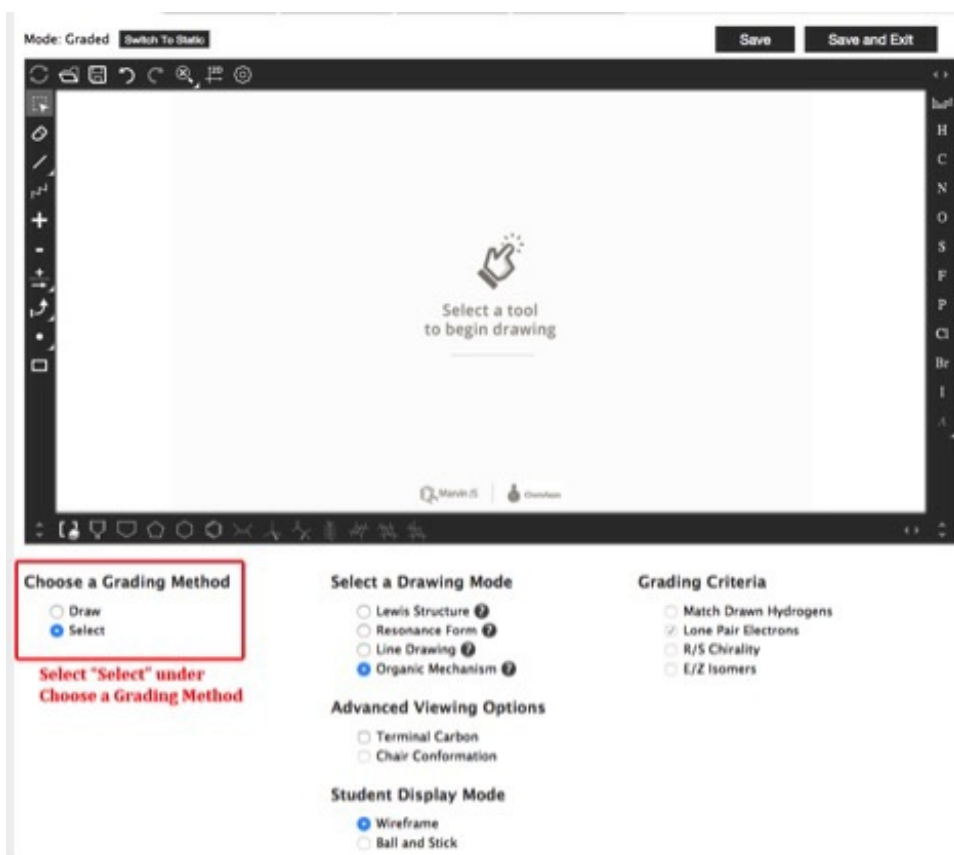 Mode: Graded Switch To Static Save Save and Exit
H
C
N
O
S
F
P
Cl
Br
I
A
Select a tool
to begin drawing
Marvin JS
Choose a Grading Method
Draw
Select
Select "Select" under
Choose a Grading Method
Select a Drawing Mode
Lewis Structure ?
Resonance Form ?
Line Drawing ?
Organic Mechanism ?
Advanced Viewing Options
Terminal Carbon
Chair Conformation
Student Display Mode
Wireframe
Ball and Stick
Grading Criteria
Match Drawn Hydrogens
Lone Pair Electrons
R/S Chirality
E/Z Isomers